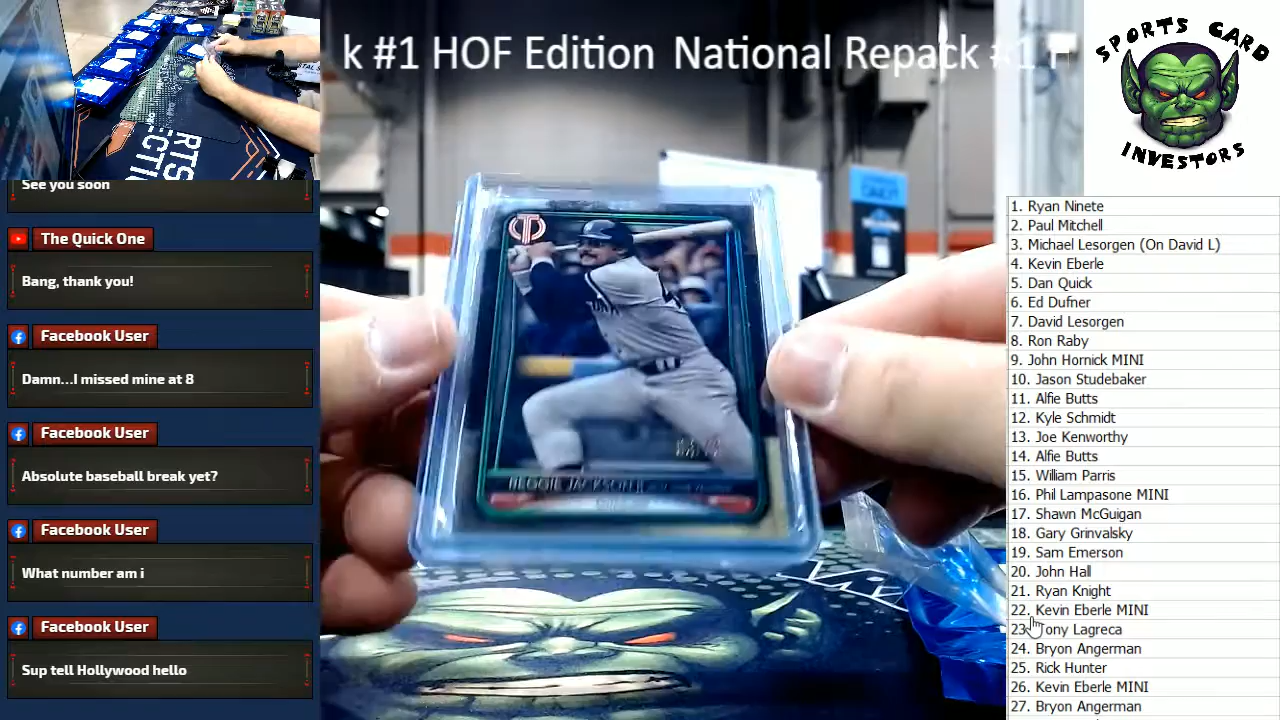 k #1 HOF Edition National Repack #1
SPORTS CARD
INVESTORS
See you soon
The Quick One
Bang, thank you!
Facebook User
Damn...I missed mine at 8
Facebook User
Absolute baseball break yet?
Facebook User
What number am i
Facebook User
Sup tell Hollywood hello
REGGIE JACKSON
1. Ryan Ninete
2. Paul Mitchell
3. Michael Lesorgen (On David L)
4. Kevin Eberle
5. Dan Quick
6. Ed Dufner
7. David Lesorgen
8. Ron Raby
9. John Hornick MINI
10. Jason Studebaker
11. Alfie Butts
12. Kyle Schmidt
13. Joe Kenworthy
14. Alfie Butts
15. William Parris
16. Phil Lampasone MINI
17. Shawn McGuigan
18. Gary Grinvalsky
19. Sam Emerson
20. John Hall
21. Ryan Knight
22. Kevin Eberle MINI
23. Tony Lagreca
24. Bryon Angerman
25. Rick Hunter
26. Kevin Eberle MINI
27. Bryon Angerman